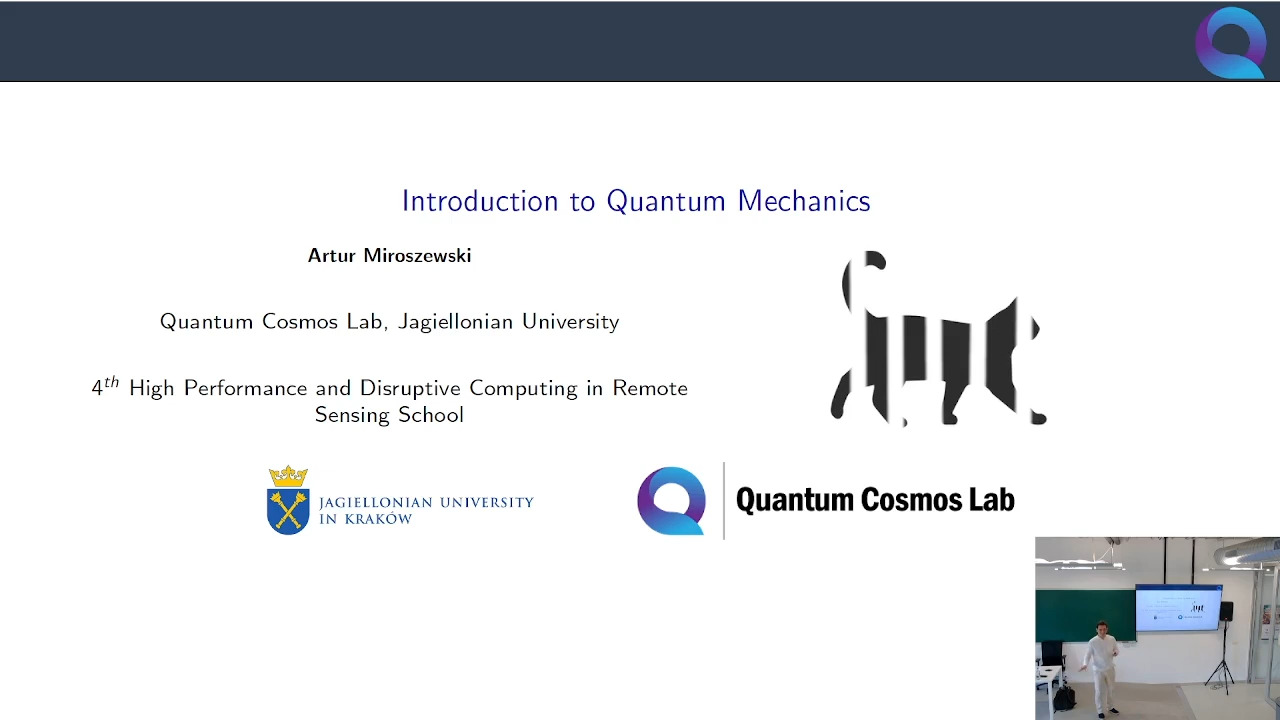 Introduction to Quantum Mechanics
Artur Miroszewski
Quantum Cosmos Lab, Jagiellonian University
4th High Performance and Disruptive Computing in Remote
Sensing School
JAGIELLONIAN UNIVERSITY
IN KRAKÓW
Quantum Cosmos Lab